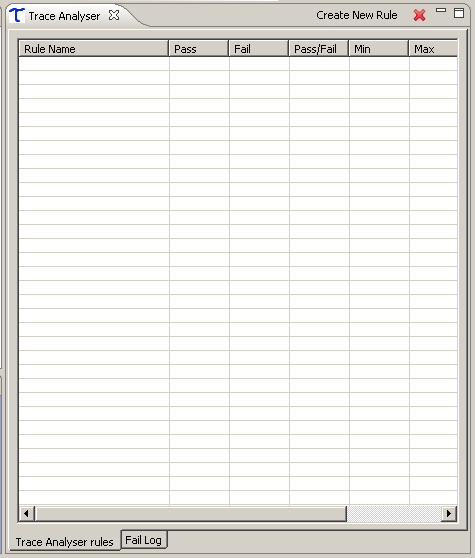 Trace Analyser Create New Rule
Rule Name Pass Fail Pass/Fail Min Max
Trace Analyser rules Fail Log